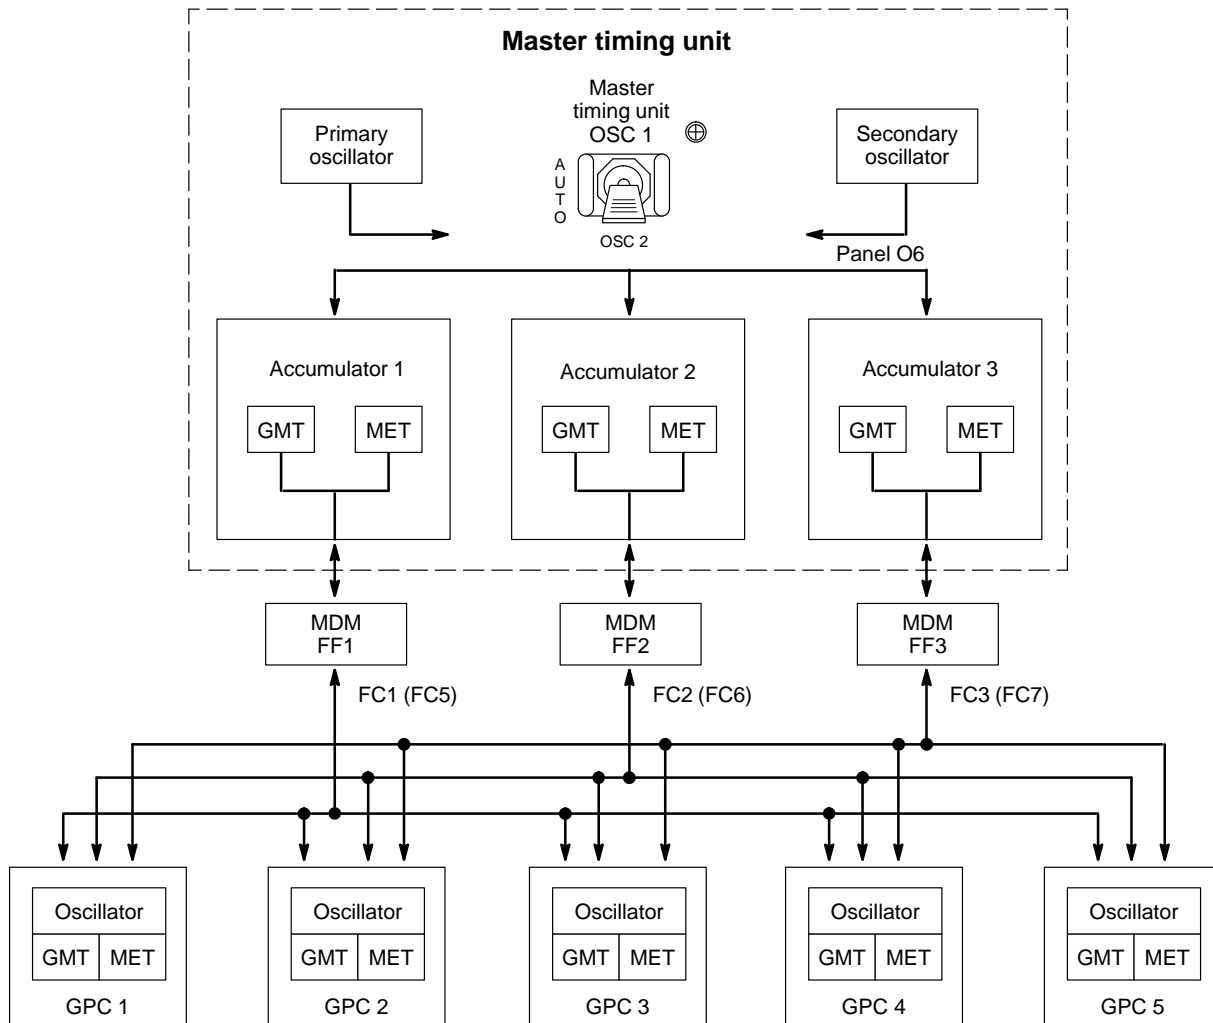 Master timing unit
Master
timing unit
OSC 1
Primary
oscillator
Secondary
oscillator
A
U
T
O
OSC 2
Panel O6
Accumulator 1
Accumulator 2
Accumulator 3
GMT MET
GMT MET
GMT MET
MDM
FF1
MDM
FF2
MDM
FF3
FC1 (FC5)
FC2 (FC6)
FC3 (FC7)
Oscillator
GMT MET
GPC 1
Oscillator
GMT MET
GPC 2
Oscillator
GMT MET
GPC 3
Oscillator
GMT MET
GPC 4
Oscillator
GMT MET
GPC 5